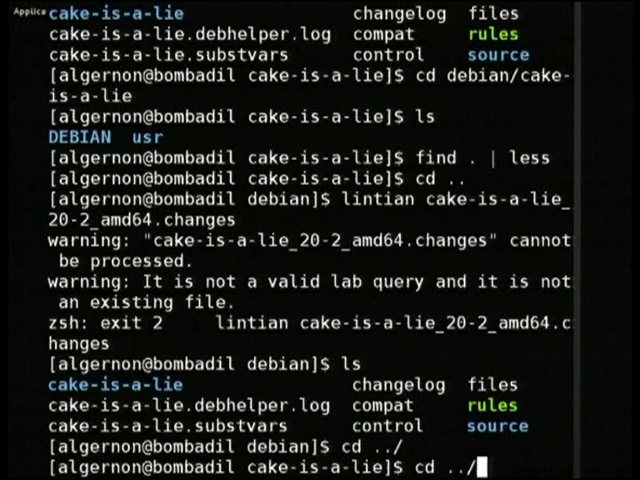 Applica
cake-is-a-lie changelog files
cake-is-a-lie.debhelper.log compat rules
cake-is-a-lie.substvars control source
[algernon@bombadil cake-is-a-lie]$ cd debian/cake-
is-a-lie
[algernon@bombadil cake-is-a-lie]$ ls
DEBIAN usr
[algernon@bombadil cake-is-a-lie]$ find . | less
[algernon@bombadil cake-is-a-lie]$ cd ..
[algernon@bombadil debian]$ lintian cake-is-a-lie_
20-2_amd64.changes
warning: "cake-is-a-lie_20-2_amd64.changes" cannot
be processed.
warning: It is not a valid lab query and it is not
an existing file.
zsh: exit 2 lintian cake-is-a-lie_20-2_amd64.c
hanges
[algernon@bombadil debian]$ ls
cake-is-a-lie changelog files
cake-is-a-lie.debhelper.log compat rules
cake-is-a-lie.substvars control source
[algernon@bombadil debian]$ cd ../
[algernon@bombadil cake-is-a-lie]$ cd ../